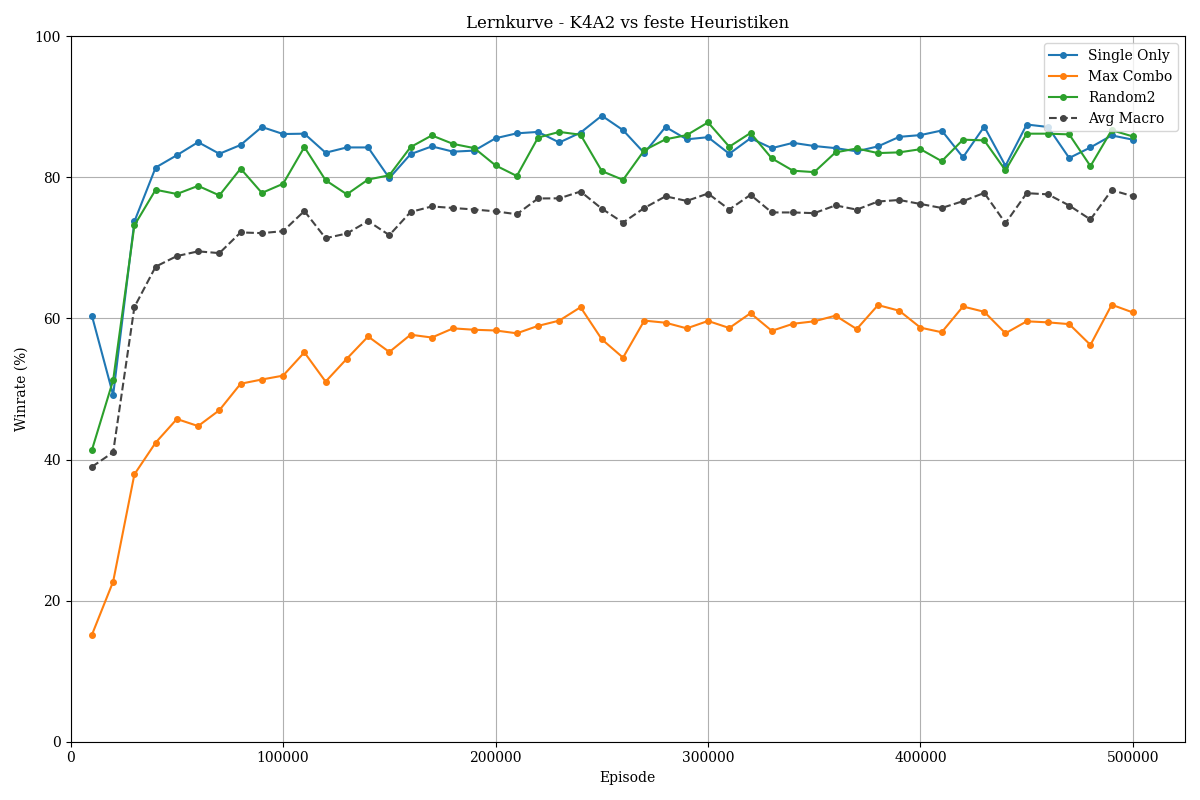 Lernkurve - K4A2 vs feste Heuristiken
100
80
60
40
20
0
Winrate (%)
0 100000 200000 300000 400000 500000
Episode
Single Only
Max Combo
Random2
Avg Macro